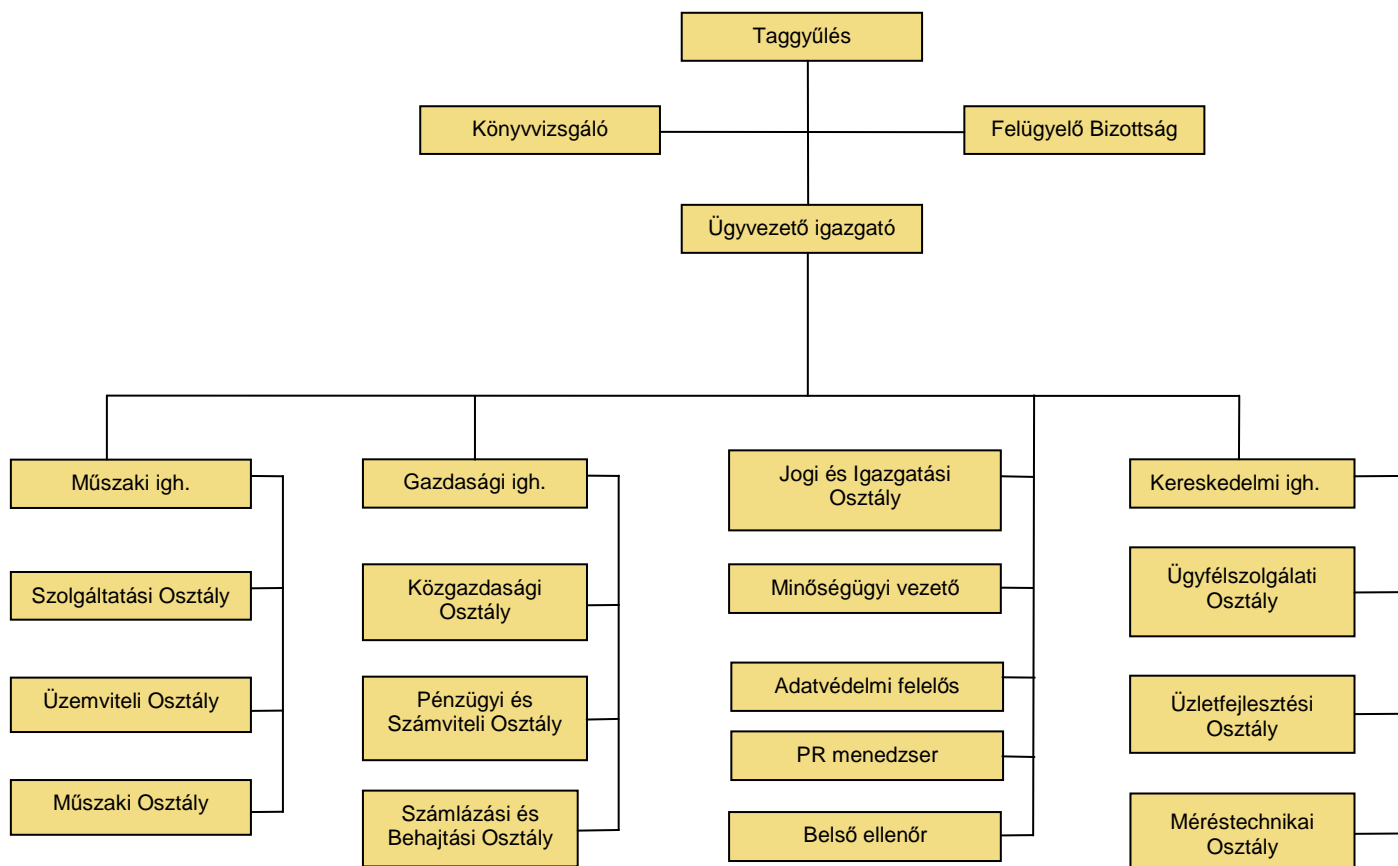 Taggyűlés
Könyvvizsgáló
Felügyelő Bizottság
Ügyvezető igazgató
Műszaki igh.
Szolgáltatási Osztály
Üzemviteli Osztály
Műszaki Osztály
Gazdasági igh.
Közgazdasági
Osztály
Pénzügyi és
Számviteli Osztály
Számlázási és
Behajtási Osztály
Jogi és Igazgatási
Osztály
Minőségügyi vezető
Adatvédelmi felelős
PR menedzser
Belső ellenőr
Kereskedelmi igh.
Ügyfélszolgálati
Osztály
Üzletfejlesztési
Osztály
Méréstechnikai
Osztály